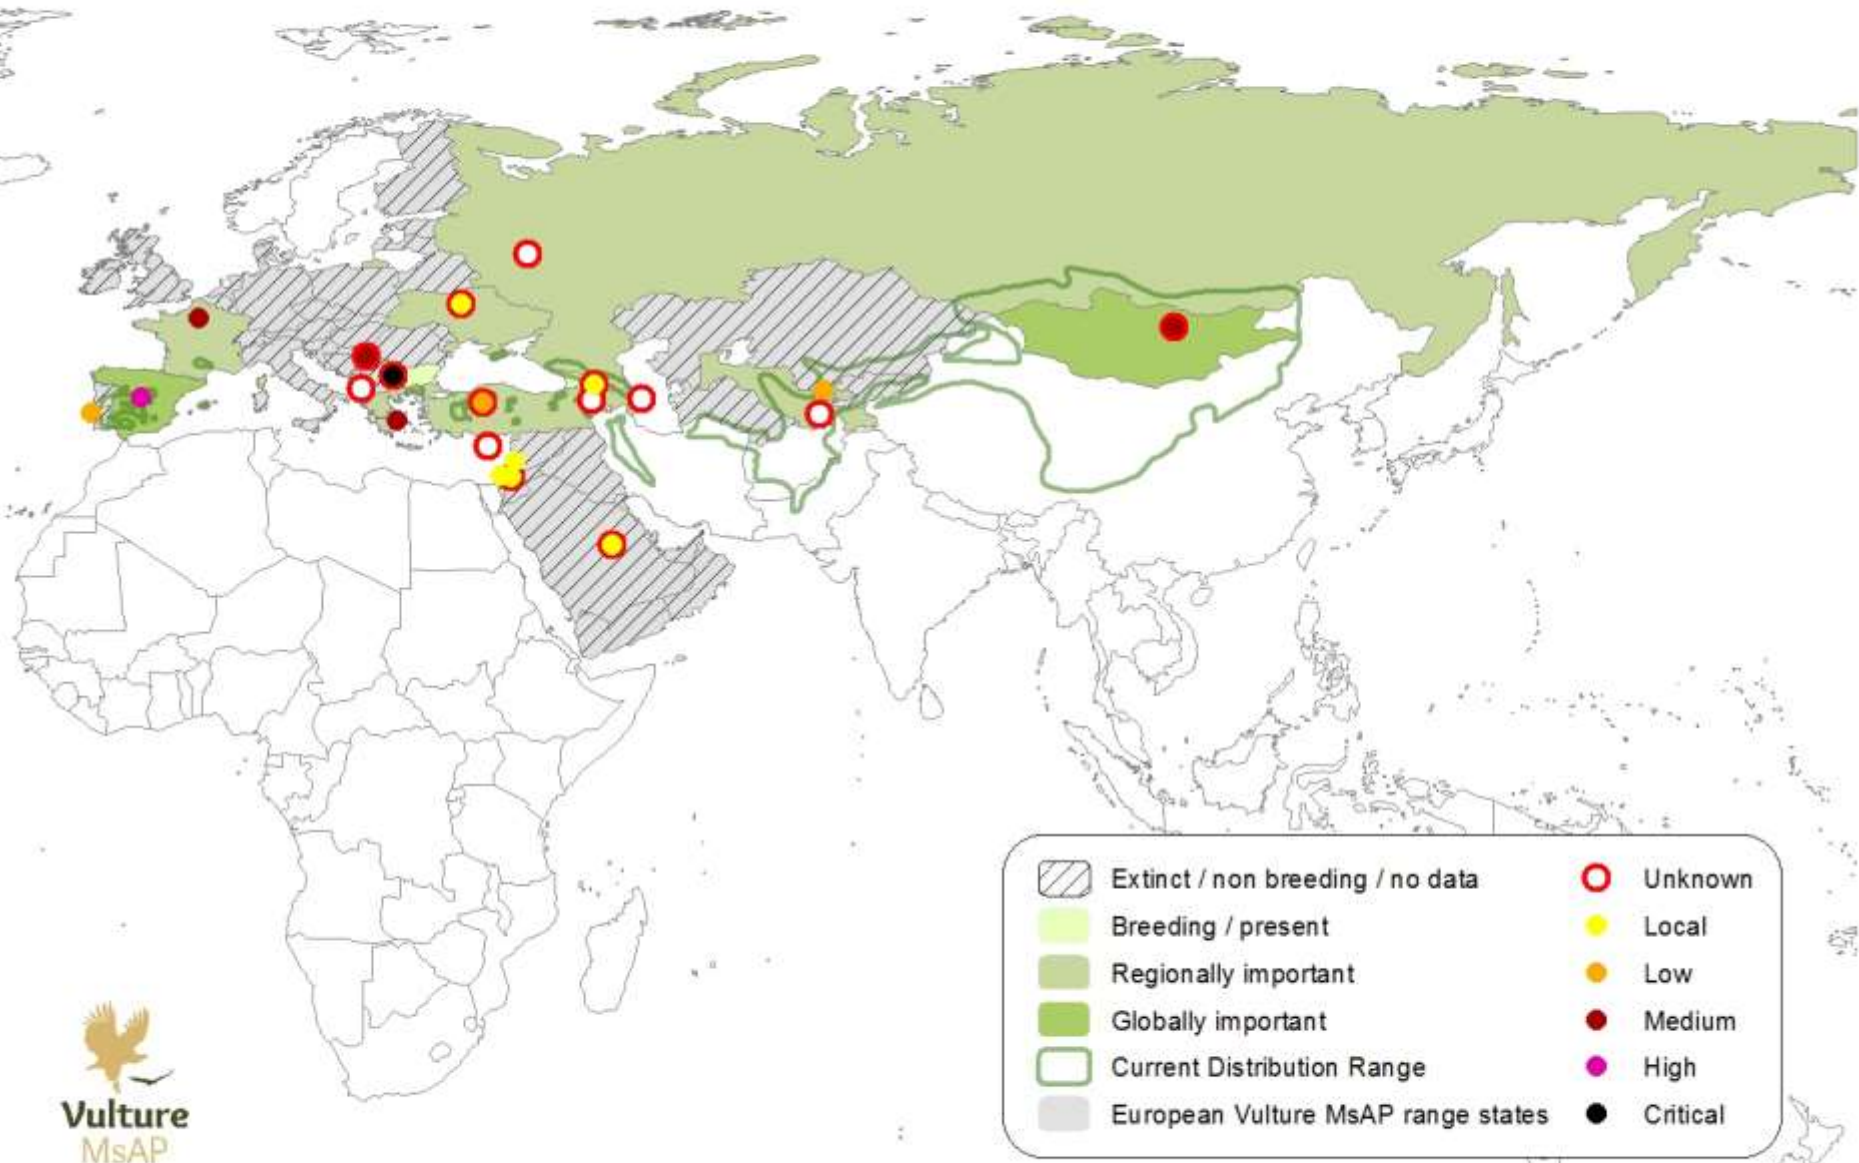 Extinct / non breeding / no data
Breeding / present
Regionally important
Globally important
Current Distribution Range
European Vulture MsAP range states
Unknown
Local
Low
Medium
High
Critical
Vulture
MsAP